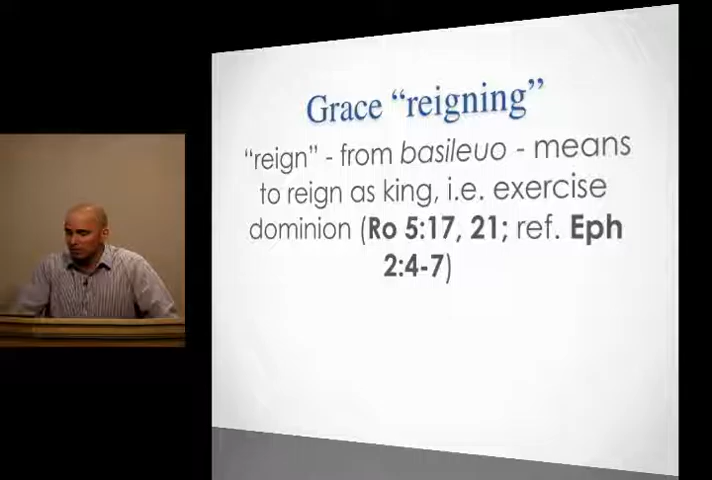 Grace “reigning”
“reign” - from basileuo - means
to reign as king, i.e. exercise
dominion (Ro 5:17, 21; ref. Eph
2:4-7)